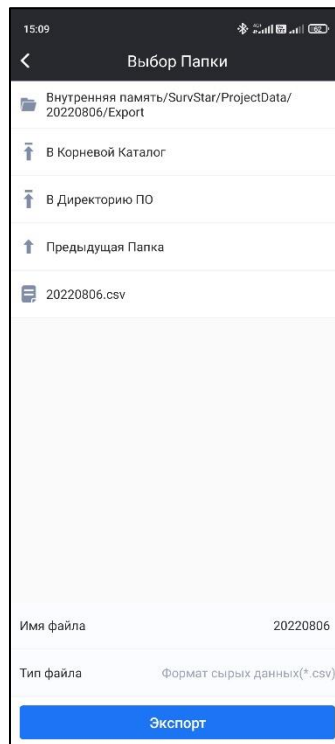 15:09
Выбор Папки
Внутренняя память/SurvStar/ProjectData/
20220806/Export
В Корневой Каталог
В Директорию ПО
Предыдущая Папка
20220806.csv
Имя файла 20220806
Тип файла Формат сырых данных(*.csv)
Экспорт